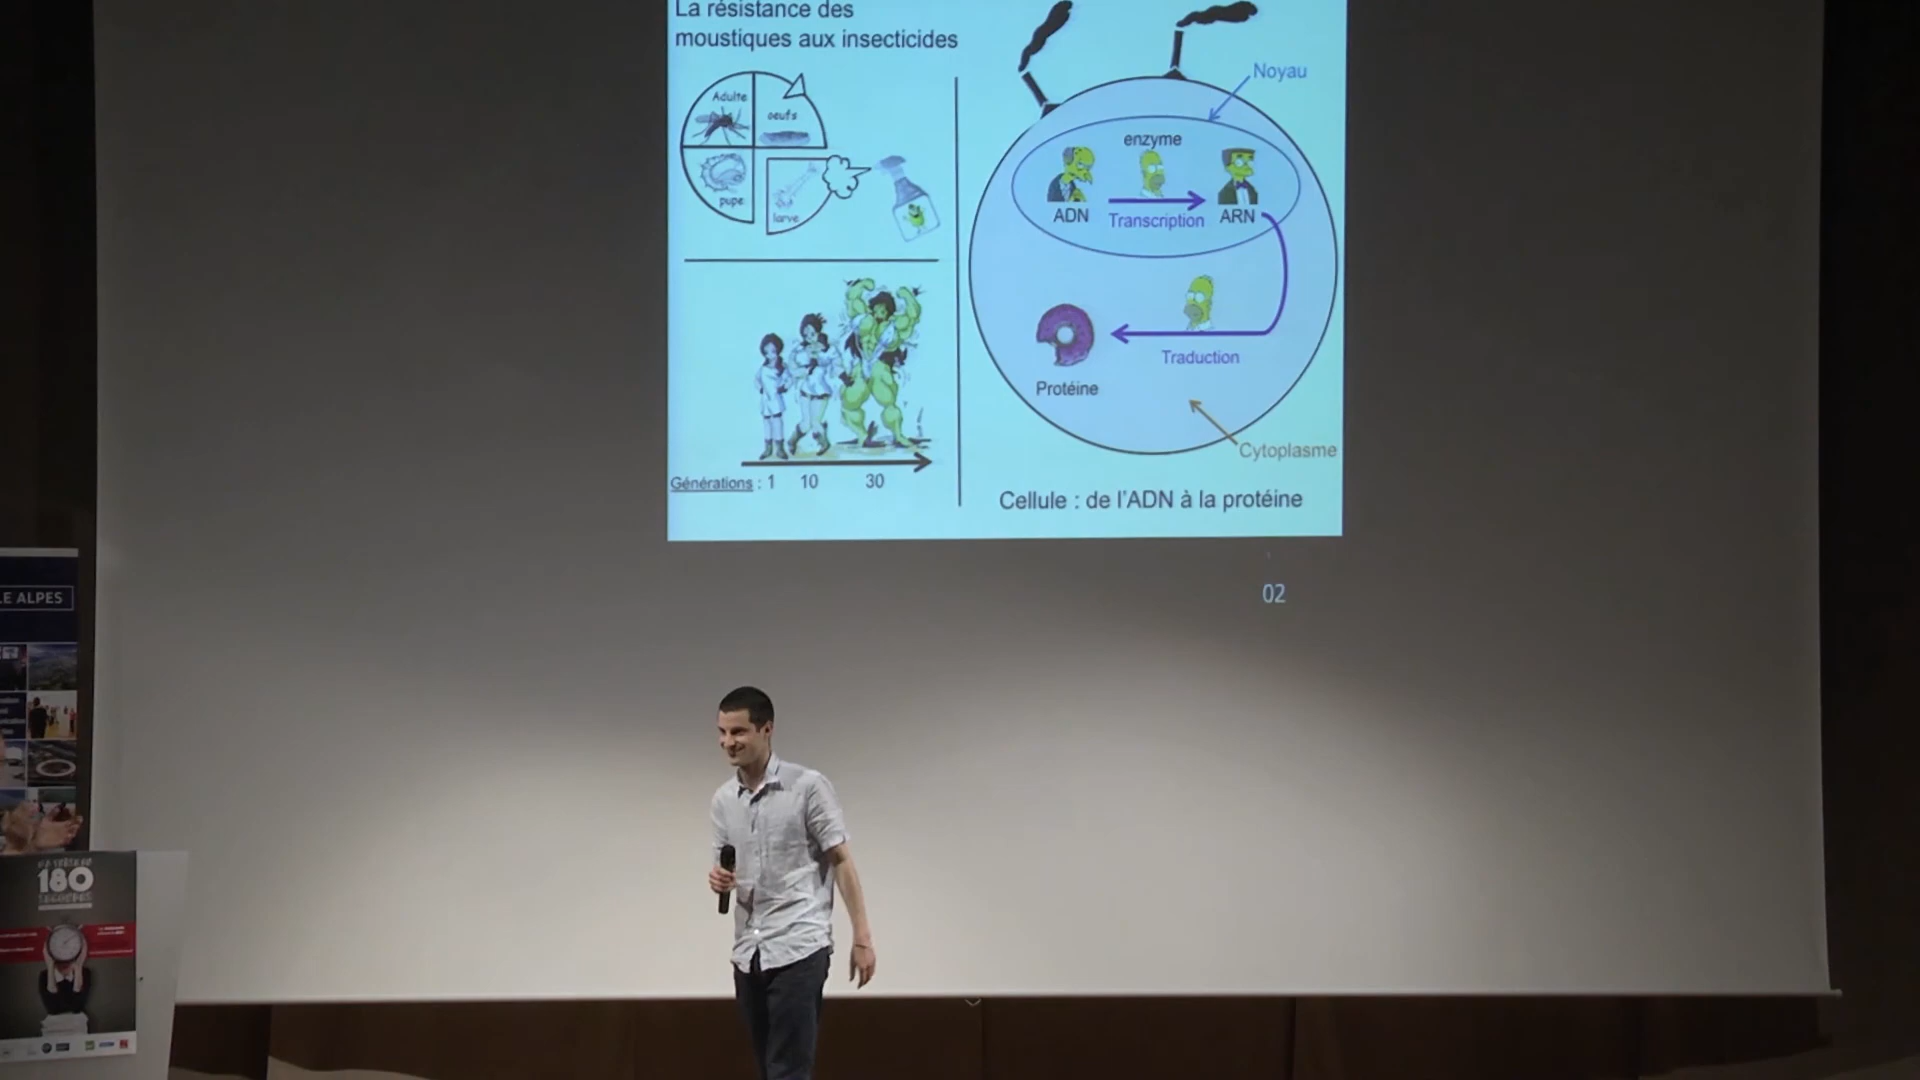 La résistance des
moustiques aux insecticides
Adulte
oeufs
pupe
larve
Générations : 1 10 30
Noyau
enzyme
ADN
Transcription
ARN
Traduction
Protéine
Cytoplasme
Cellule : de l'ADN à la protéine
02
LE ALPES
180